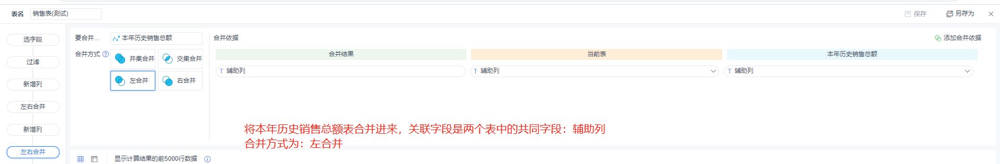 表名 销售表(测试) 保存 另存为
选字段
过滤
新增列
左右合并
新增列
左右合并
要合并... 本年历史销售总额
合并方式 并集合并 交集合并
左合并 右合并
合并依据 添加合并依据
合并结果 当前表 本年历史销售总额
T 辅助列 T 辅助列 T 辅助列
将本年历史销售总额表合并进来，关联字段是两个表中的共同字段：辅助列
合并方式为：左合并
显示计算结果的前5000行数据